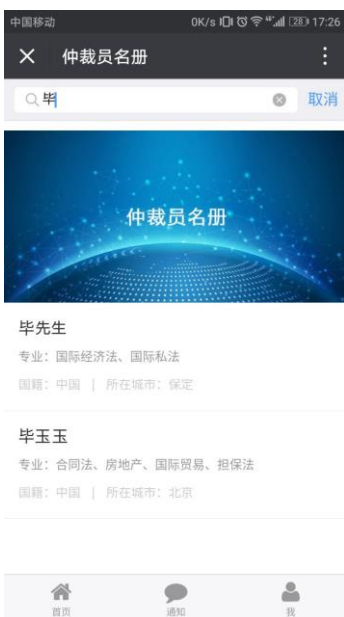 中国移动 0K/s 28 17:26
仲裁员名册
毕 取消
仲裁员名册
毕先生
专业：国际经济法、国际私法
国籍：中国 | 所在城市：保定
毕玉玉
专业：合同法、房地产、国际贸易、担保法
国籍：中国 | 所在城市：北京
首页 通知 我